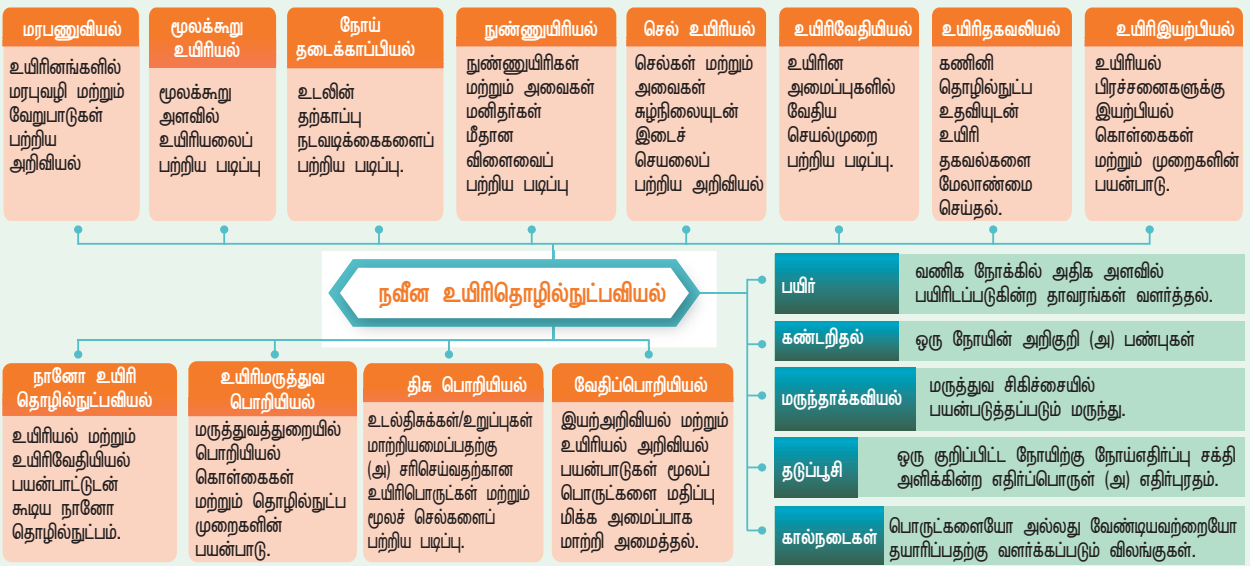 மரபணுவியல்
உயிரினங்களில்
மரபுவழி மற்றும்
வேறுபாடுகள்
பற்றிய
அறிவியல்
மூலக்கூறு
உயிரியல்
மூலக்கூறு
அளவில்
உயிரியலைப்
பற்றிய படிப்பு
நோய்
தடைக்காப்பியல்
உடலின்
தற்காப்பு
நடவடிக்கைகளைப்
பற்றிய படிப்பு.
நுண்ணுயிரியல்
நுண்ணுயிரிகள்
மற்றும் அவைகள்
மனிதர்கள்
மீதான
விளைவைப்
பற்றிய படிப்பு
செல் உயிரியல்
செல்கள் மற்றும்
அவைகள்
சுழ்நிலையுடன்
இடைச்
செயலைப்
பற்றிய அறிவியல்
உயிரிவேதியியல்
உயிரின
அமைப்புகளில்
வேதிய
செயல்முறை
பற்றிய படிப்பு.
உயிரிதகவலியல்
கணினி
தொழில்நுட்ப
உதவியுடன்
உயிரி
தகவல்களை
மேலாண்மை
செய்தல்.
உயிரிஇயற்பியல்
உயிரியல்
பிரச்சனைகளுக்கு
இயற்பியல்
கொள்கைகள்
மற்றும் முறைகளின்
பயன்பாடு.
நவீன உயிரிதொழில்நுட்பவியல்
பயிர்
வணிக நோக்கில் அதிக அளவில்
பயிரிடப்படுகின்ற தாவரங்கள் வளர்த்தல்.
கண்டறிதல்
ஒரு நோயின் அறிகுறி (அ) பண்புகள்
மருந்தாக்கவியல்
மருத்துவ சிகிச்சையில்
பயன்படுத்தப்படும் மருந்து.
தடுப்பூசி
ஒரு குறிப்பிட்ட நோயிற்கு நோய்எதிர்ப்பு சக்தி
அளிக்கின்ற எதிர்ப்பொருள் (அ) எதிர்புரதம்.
கால்நடைகள்
பொருட்களையோ அல்லது வேண்டியவற்றையோ
தயாரிப்பதற்கு வளர்க்கப்படும் விலங்குகள்.
நானோ உயிரி
தொழில்நுட்பவியல்
உயிரியல் மற்றும்
உயிரிவேதியியல்
பயன்பாட்டுடன்
கூடிய நானோ
தொழில்நுட்பம்.
உயிரிமருத்துவ
பொறியியல்
மருத்துவத்துறையில்
பொறியியல்
கொள்கைகள்
மற்றும் தொழில்நுட்ப
முறைகளின்
பயன்பாடு.
திசு பொறியியல்
உடல்திசுக்கள்/உறுப்புகள்
மாற்றியமைப்பதற்கு
(அ) சரிசெய்வதற்கான
உயிரிபொருட்கள் மற்றும்
மூலச் செல்களைப்
பற்றிய படிப்பு.
வேதிப்பொறியியல்
இயற்அறிவியல் மற்றும்
உயிரியல் அறிவியல்
பயன்பாடுகள் மூலப்
பொருட்களை மதிப்பு
மிக்க அமைப்பாக
மாற்றி அமைத்தல்.